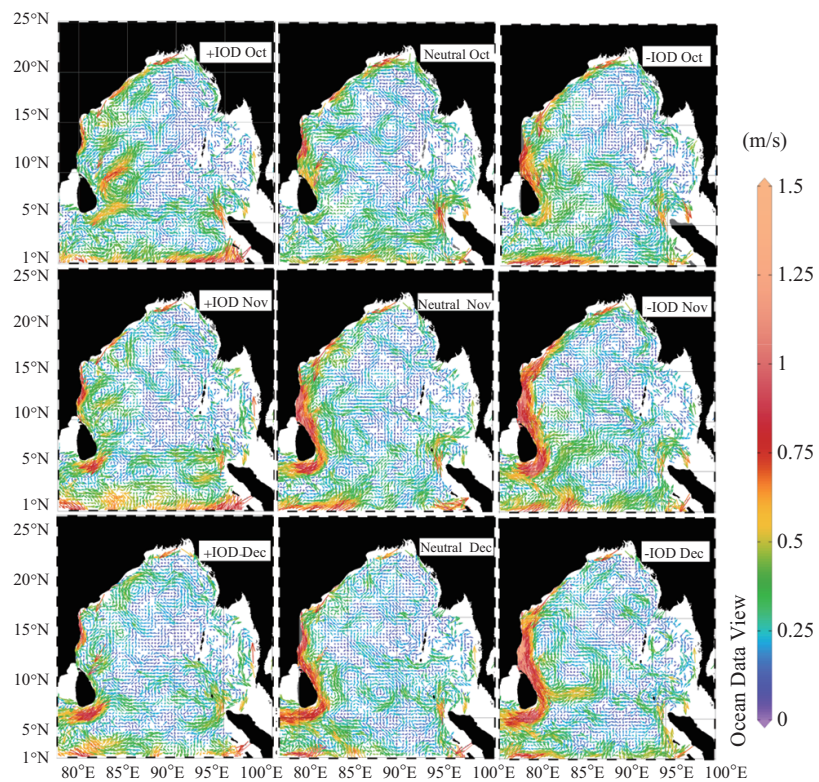 25°N
20°N
15°N
10°N
5°N
1°N
+IOD Oct
Neutral Oct
-IOD Oct
(m/s)
1.5
1.25
1
0.75
0.5
0.25
0
Ocean Data View
25°N
20°N
15°N
10°N
5°N
1°N
+IOD Nov
Neutral Nov
-IOD Nov
25°N
20°N
15°N
10°N
5°N
1°N
+IOD Dec
Neutral Dec
-IOD Dec
80°E 85°E 90°E 95°E 100°E 80°E 85°E 90°E 95°E 100°E 80°E 85°E 90°E 95°E 100°E